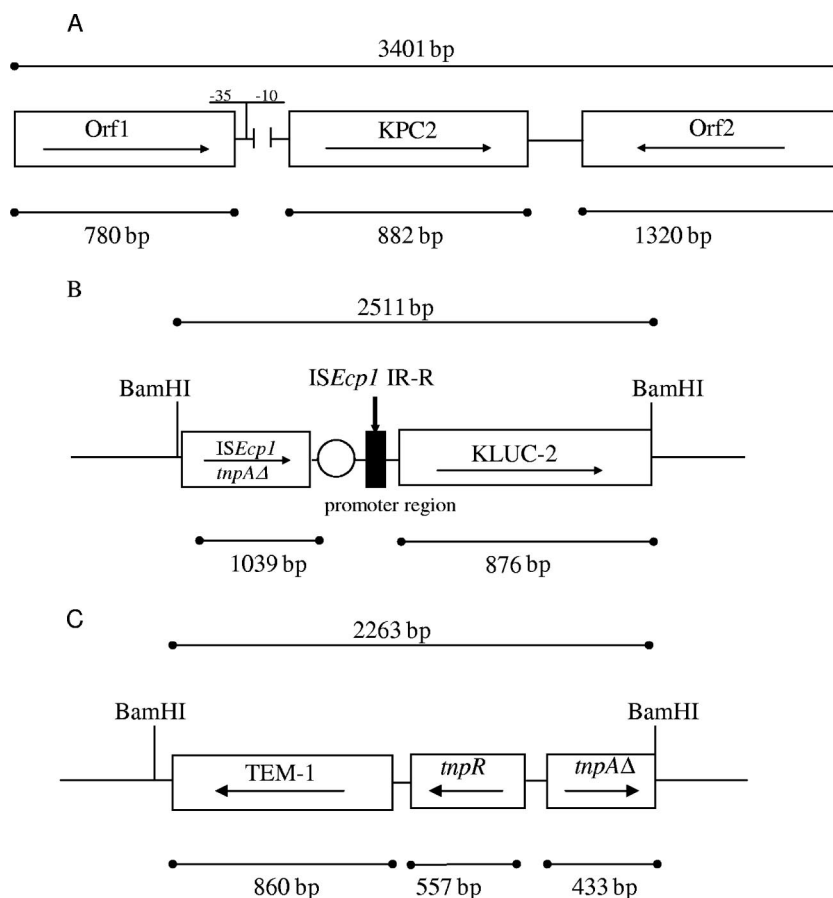 A
3401 bp
-35 -10
Orf1 KPC2 Orf2
780 bp 882 bp 1320 bp
B
2511 bp
ISEcp1 IR-R
BamHI BamHI
ISEcp1 KLUC-2
tnpAΔ
promoter region
1039 bp 876 bp
C
2263 bp
BamHI BamHI
TEM-1 tnpR tnpAΔ
860 bp 557 bp 433 bp